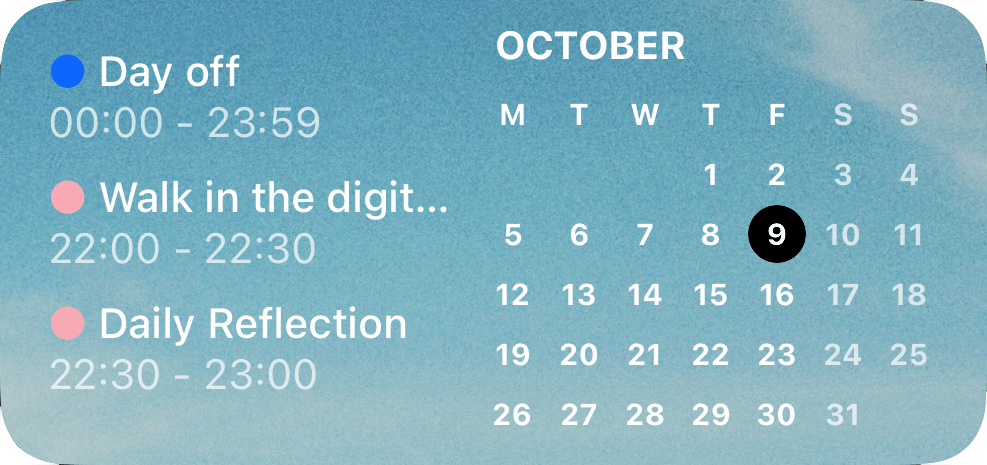 Day off
00:00 - 23:59
Walk in the digit...
22:00 - 22:30
Daily Reflection
22:30 - 23:00
OCTOBER
M T W T F S S
1 2 3 4
5 6 7 8 9 10 11
12 13 14 15 16 17 18
19 20 21 22 23 24 25
26 27 28 29 30 31